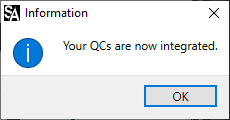 SA Information
Your QCs are now integrated.
OK